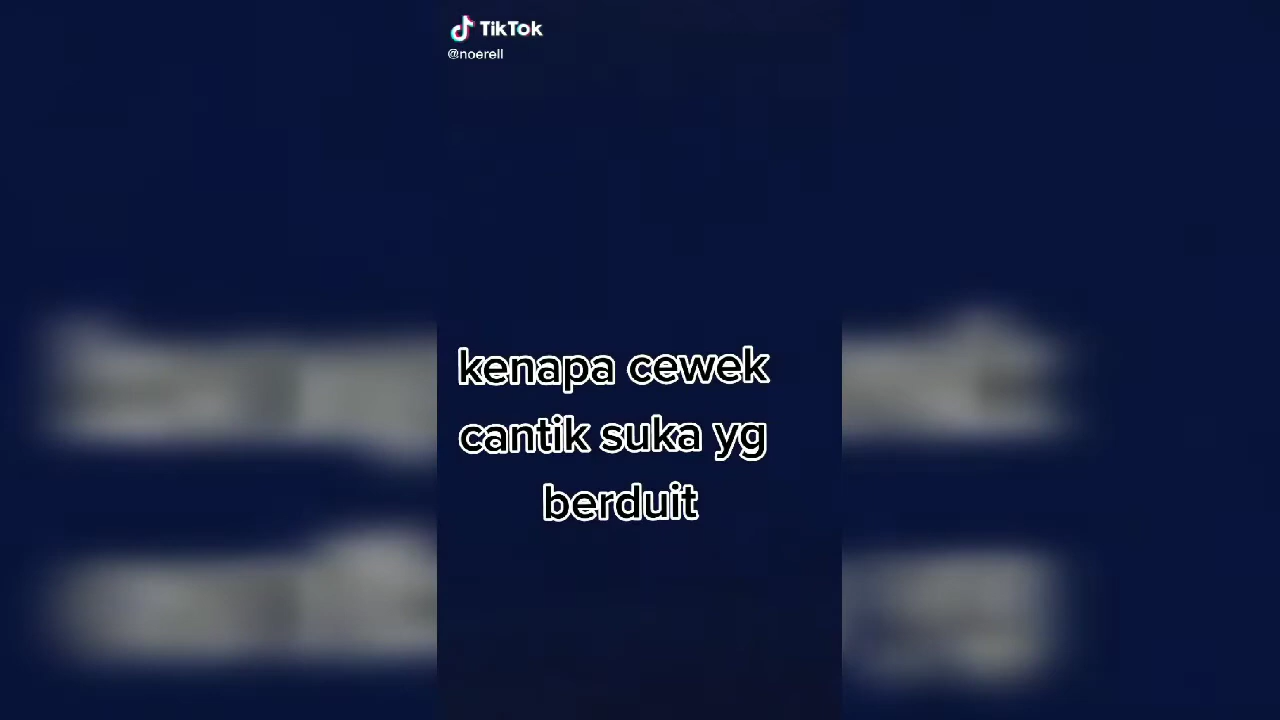 TikTok
@noerell
kenapa cewek
cantik suka yg
berduit